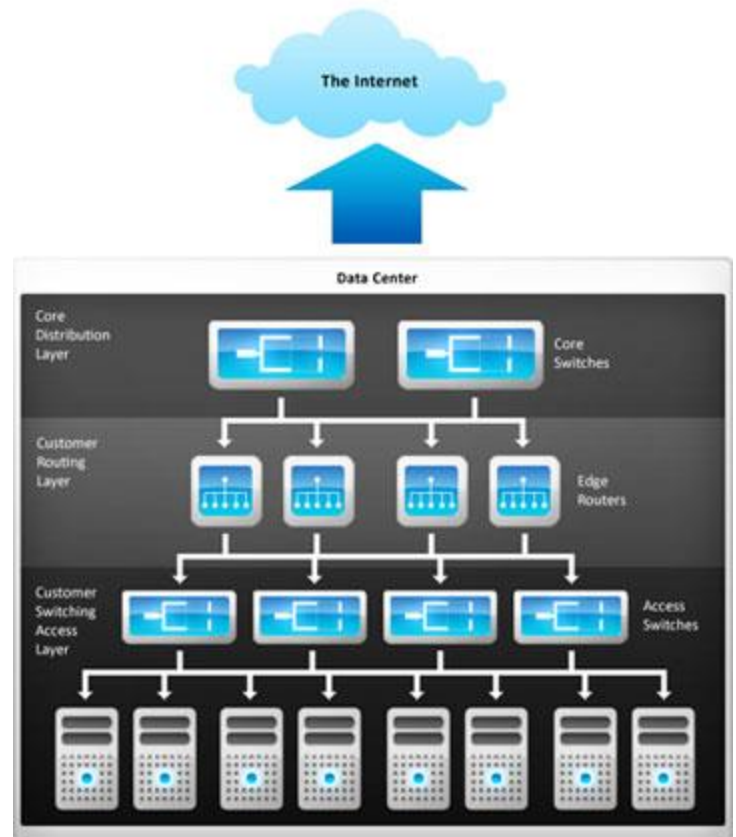 The Internet
Data Center
Core
Distribution
Layer
Core
Switches
Customer
Routing
Layer
Edge
Routers
Customer
Switching
Access
Layer
Access
Switches